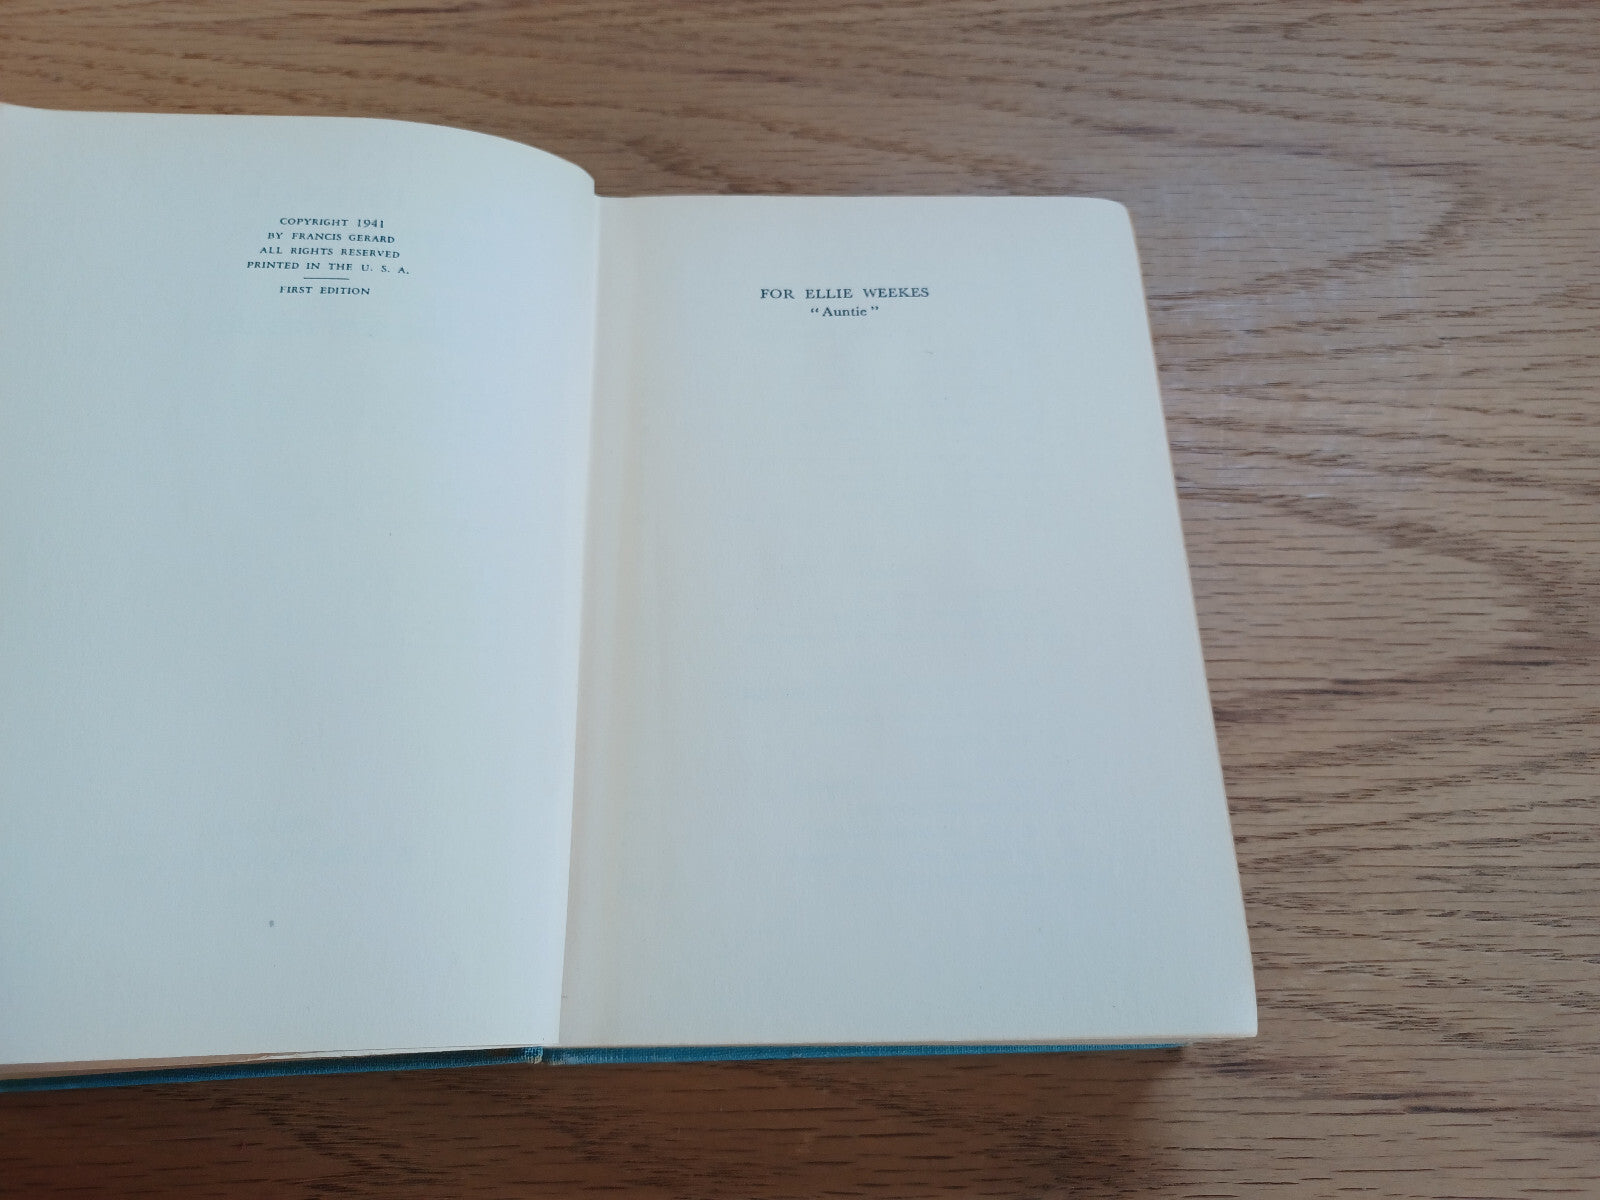 COPYRIGHT 1941
BY FRANCIS GERARD
ALL RIGHTS RESERVED
PRINTED IN THE U. S. A.
FIRST EDITION
FOR ELLIE WEEKES
“Auntie”